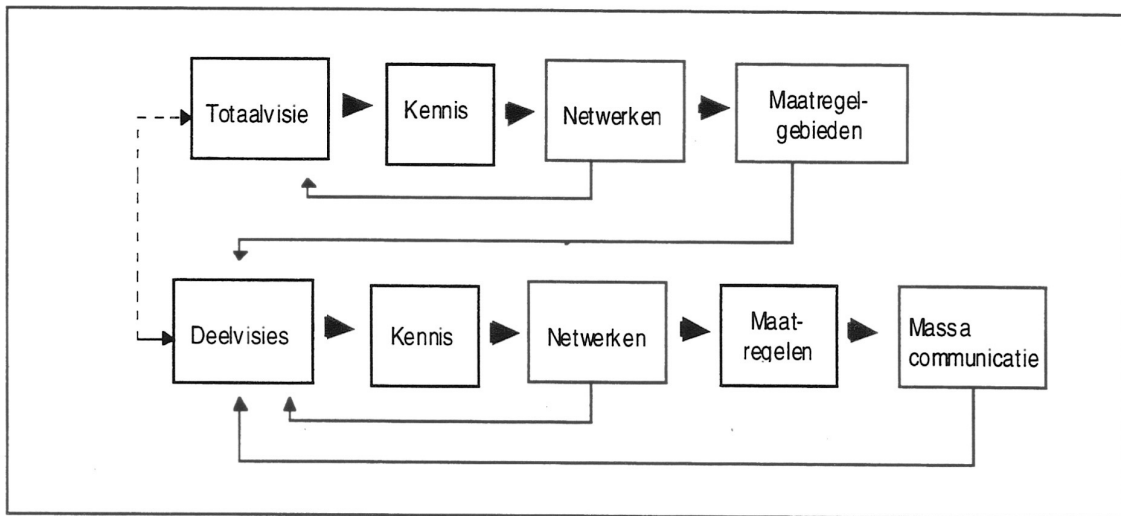 Totaalvisie
Kennis
Netwerken
Maatregel-
gebieden
Deelvisies
Kennis
Netwerken
Maat-
regelen
Massa
communicatie